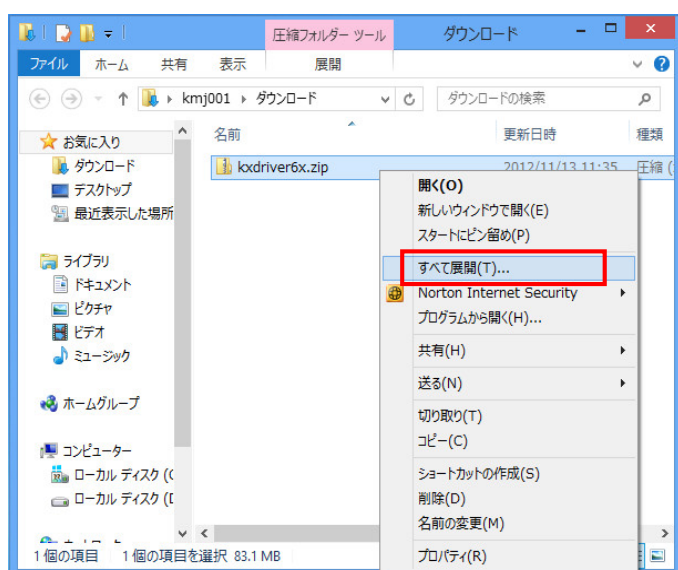 圧縮フォルダー ツール
ダウンロード
ファイル ホーム 共有 表示 展開
kmj001 ダウンロード
ダウンロードの検索
名前 更新日時 種類
お気に入り
ダウンロード
デスクトップ
最近表示した場所
ライブラリ
ドキュメント
ピクチャ
ビデオ
ミュージック
ホームグループ
コンピューター
ローカル ディスク (
ローカル ディスク (
kxdriver6x.zip 2012/11/13 11:35 圧縮 (
開く(O)
新しいウィンドウで開く(E)
スタートにピン留め(P)
すべて展開(T)...
Norton Internet Security
プログラムから開く(H)...
共有(H)
送る(N)
切り取り(T)
コピー(C)
ショートカットの作成(S)
削除(D)
名前の変更(M)
プロパティ(R)
1 個の項目 1 個の項目を選択 83.1 MB